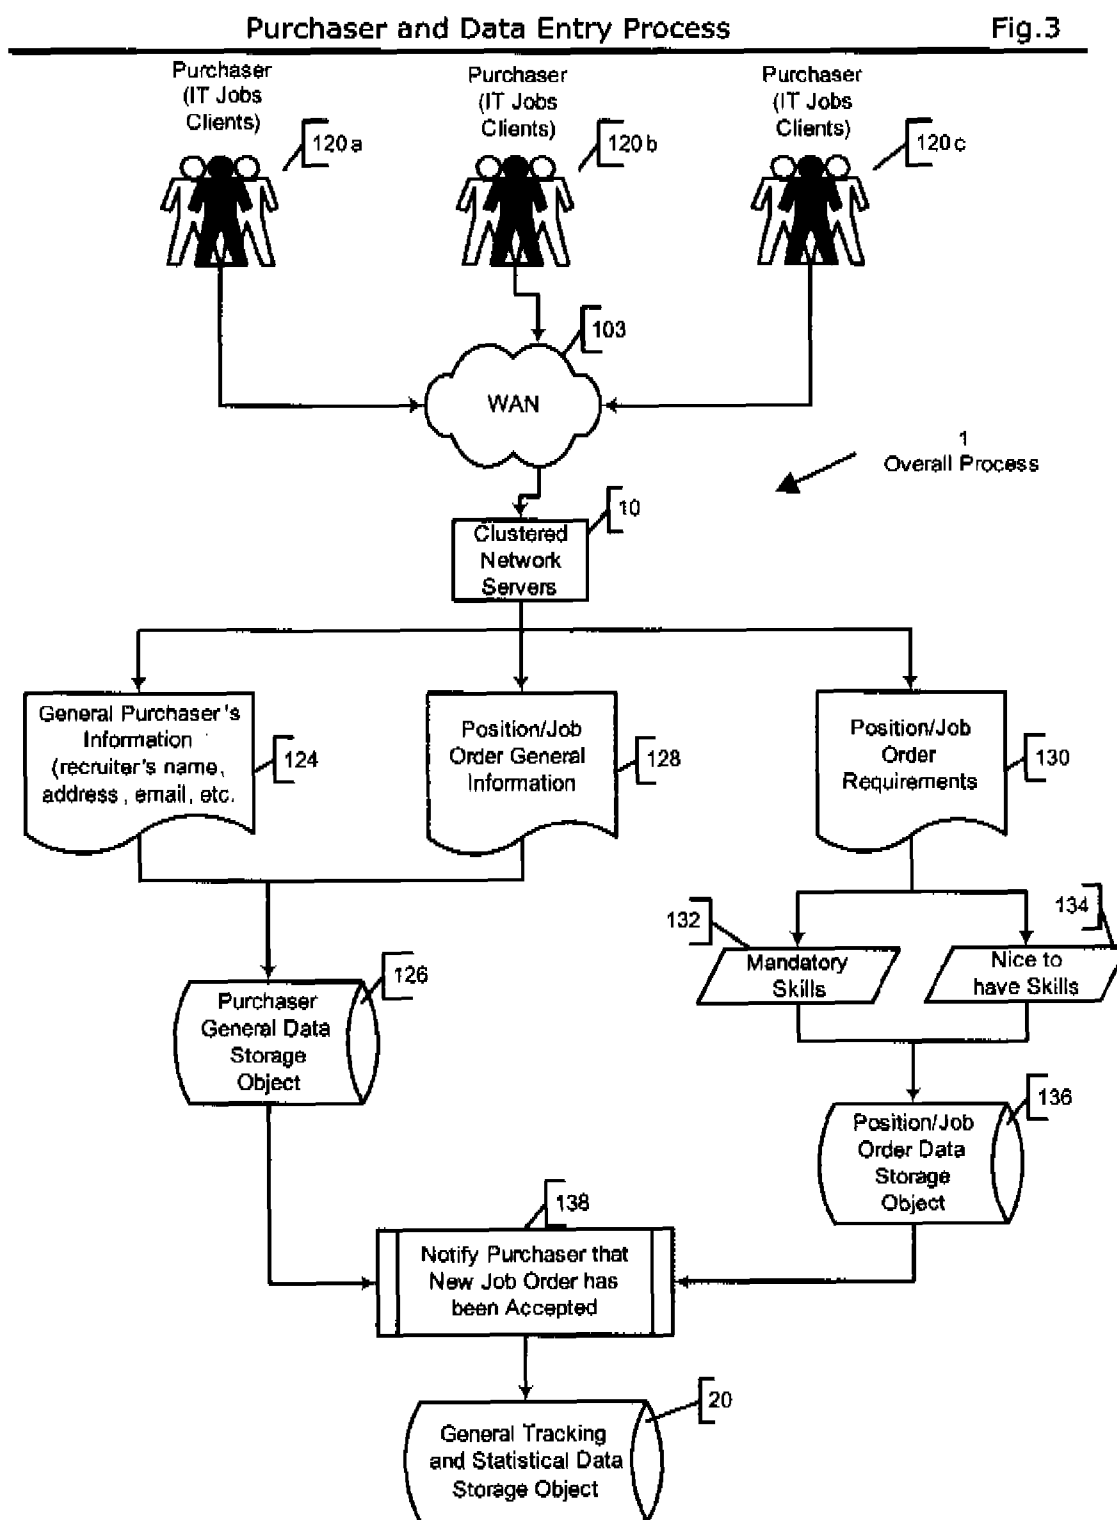 Purchaser and Data Entry Process
Fig.3
Purchaser
(IT Jobs
Clients)
120a
Purchaser
(IT Jobs
Clients)
120b
Purchaser
(IT Jobs
Clients)
120c
103
WAN
1
Overall Process
10
Clustered
Network
Servers
General Purchaser's
Information
(recruiter's name,
address, email, etc.
124
Position/Job
Order General
Information
128
Position/Job
Order
Requirements
130
132
Mandatory
Skills
134
Nice to
have Skills
126
Purchaser
General Data
Storage
Object
136
Position/Job
Order Data
Storage
Object
138
Notify Purchaser that
New Job Order has
been Accepted
20
General Tracking
and Statistical Data
Storage Object